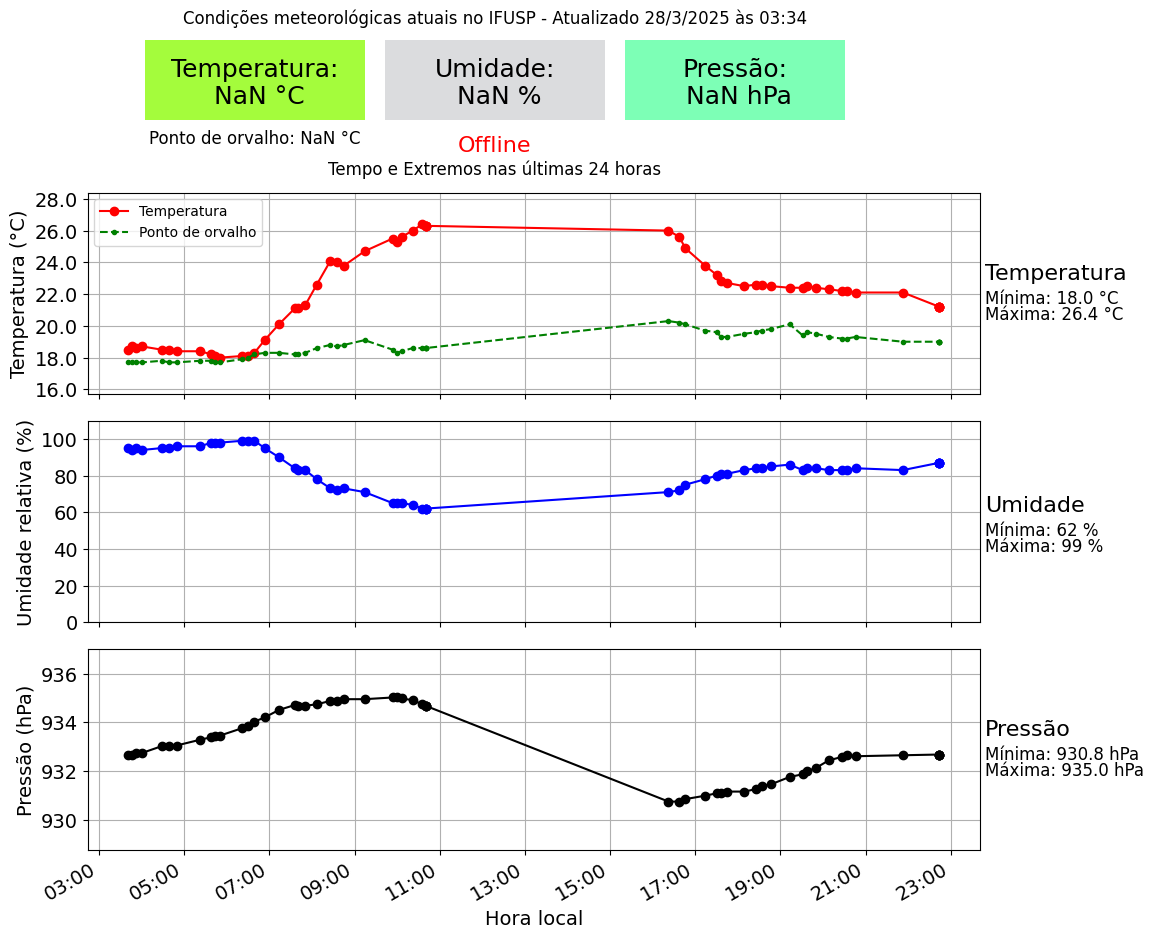 Condições meteorológicas atuais no IFUSP - Atualizado 28/3/2025 às 03:34
Temperatura:
NaN °C
Umidade:
NaN %
Pressão:
NaN hPa
Ponto de orvalho: NaN °C
Offline
Tempo e Extremos nas últimas 24 horas
Temperatura (°C)
28.0
26.0
24.0
22.0
20.0
18.0
16.0
Temperatura
Ponto de orvalho
Temperatura
Mínima: 18.0 °C
Máxima: 26.4 °C
Umidade relativa (%)
100
80
60
40
20
0
Umidade
Mínima: 62 %
Máxima: 99 %
Pressão (hPa)
936
934
932
930
Pressão
Mínima: 930.8 hPa
Máxima: 935.0 hPa
03:00
05:00
07:00
09:00
11:00
13:00
15:00
17:00
19:00
21:00
23:00
Hora local